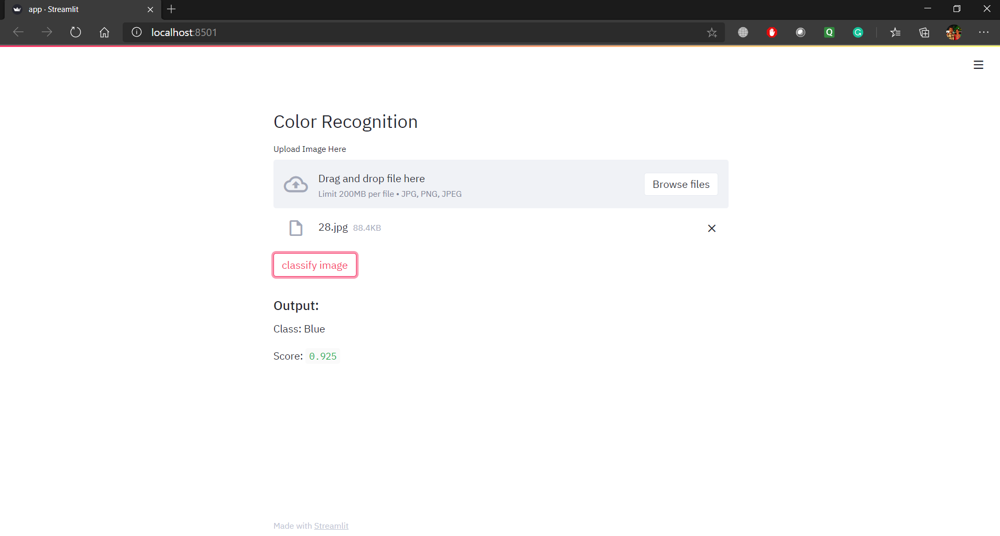 app · Streamlit
localhost:8501
Q
G
Color Recognition
Upload Image Here
Drag and drop file here
Limit 200MB per file • JPG, PNG, JPEG
Browse files
28.jpg 88.4KB
classify image
Output:
Class: Blue
Score: 0.925
Made with Streamlit